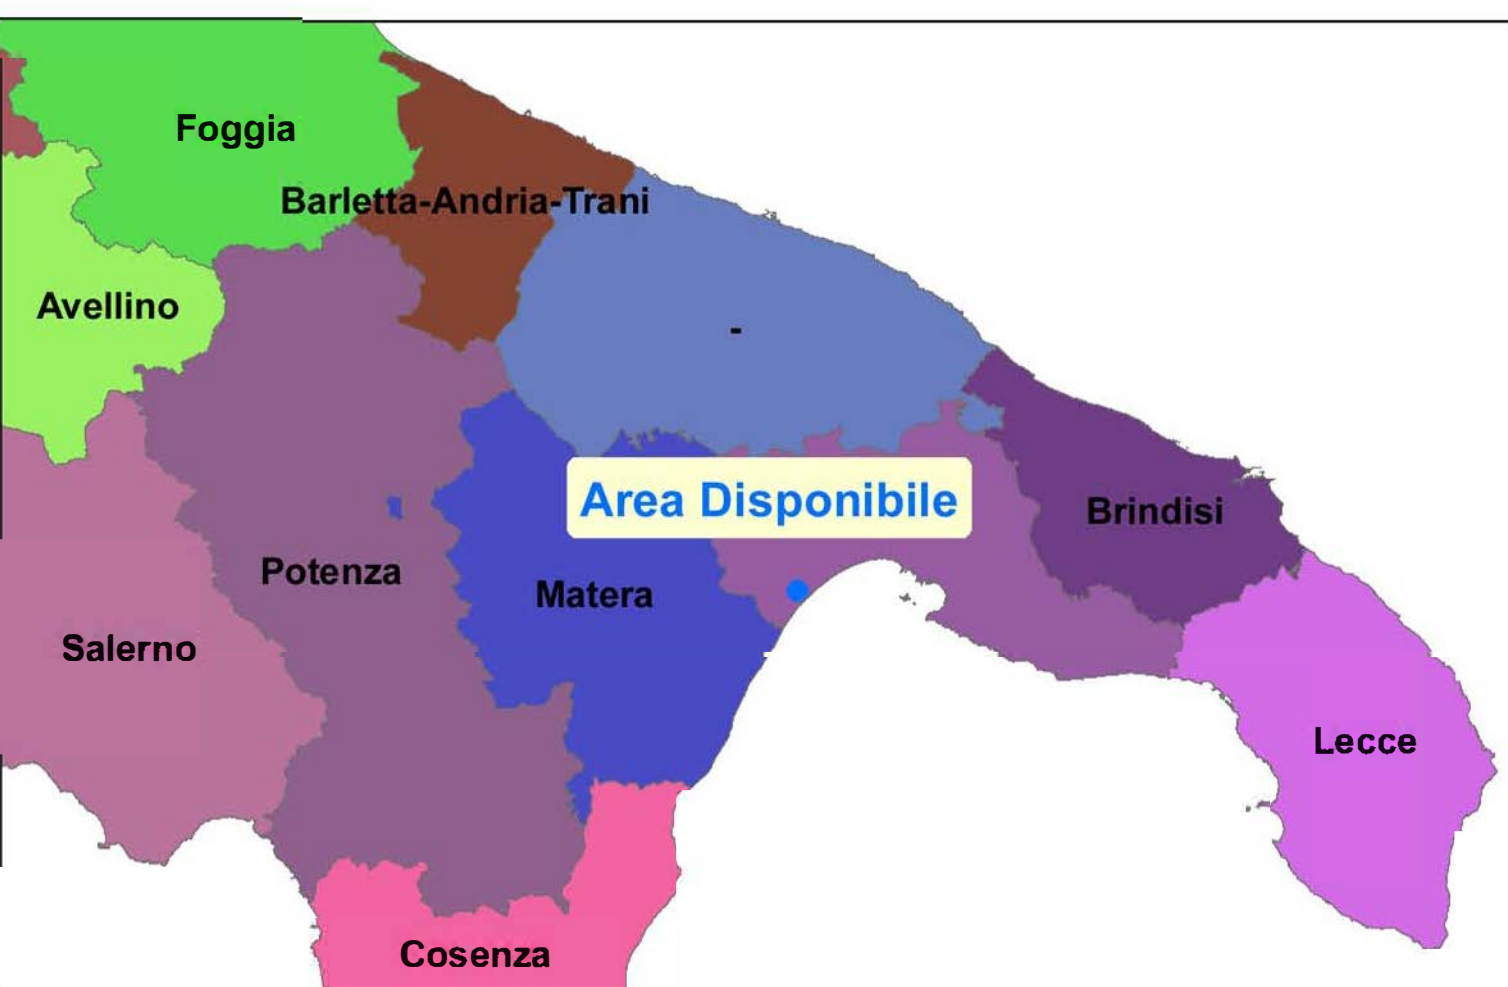 Foggia
Barletta-Andria-Trani
Avellino
-
Area Disponibile
Brindisi
Potenza
Matera
Salerno
Lecce
Cosenza